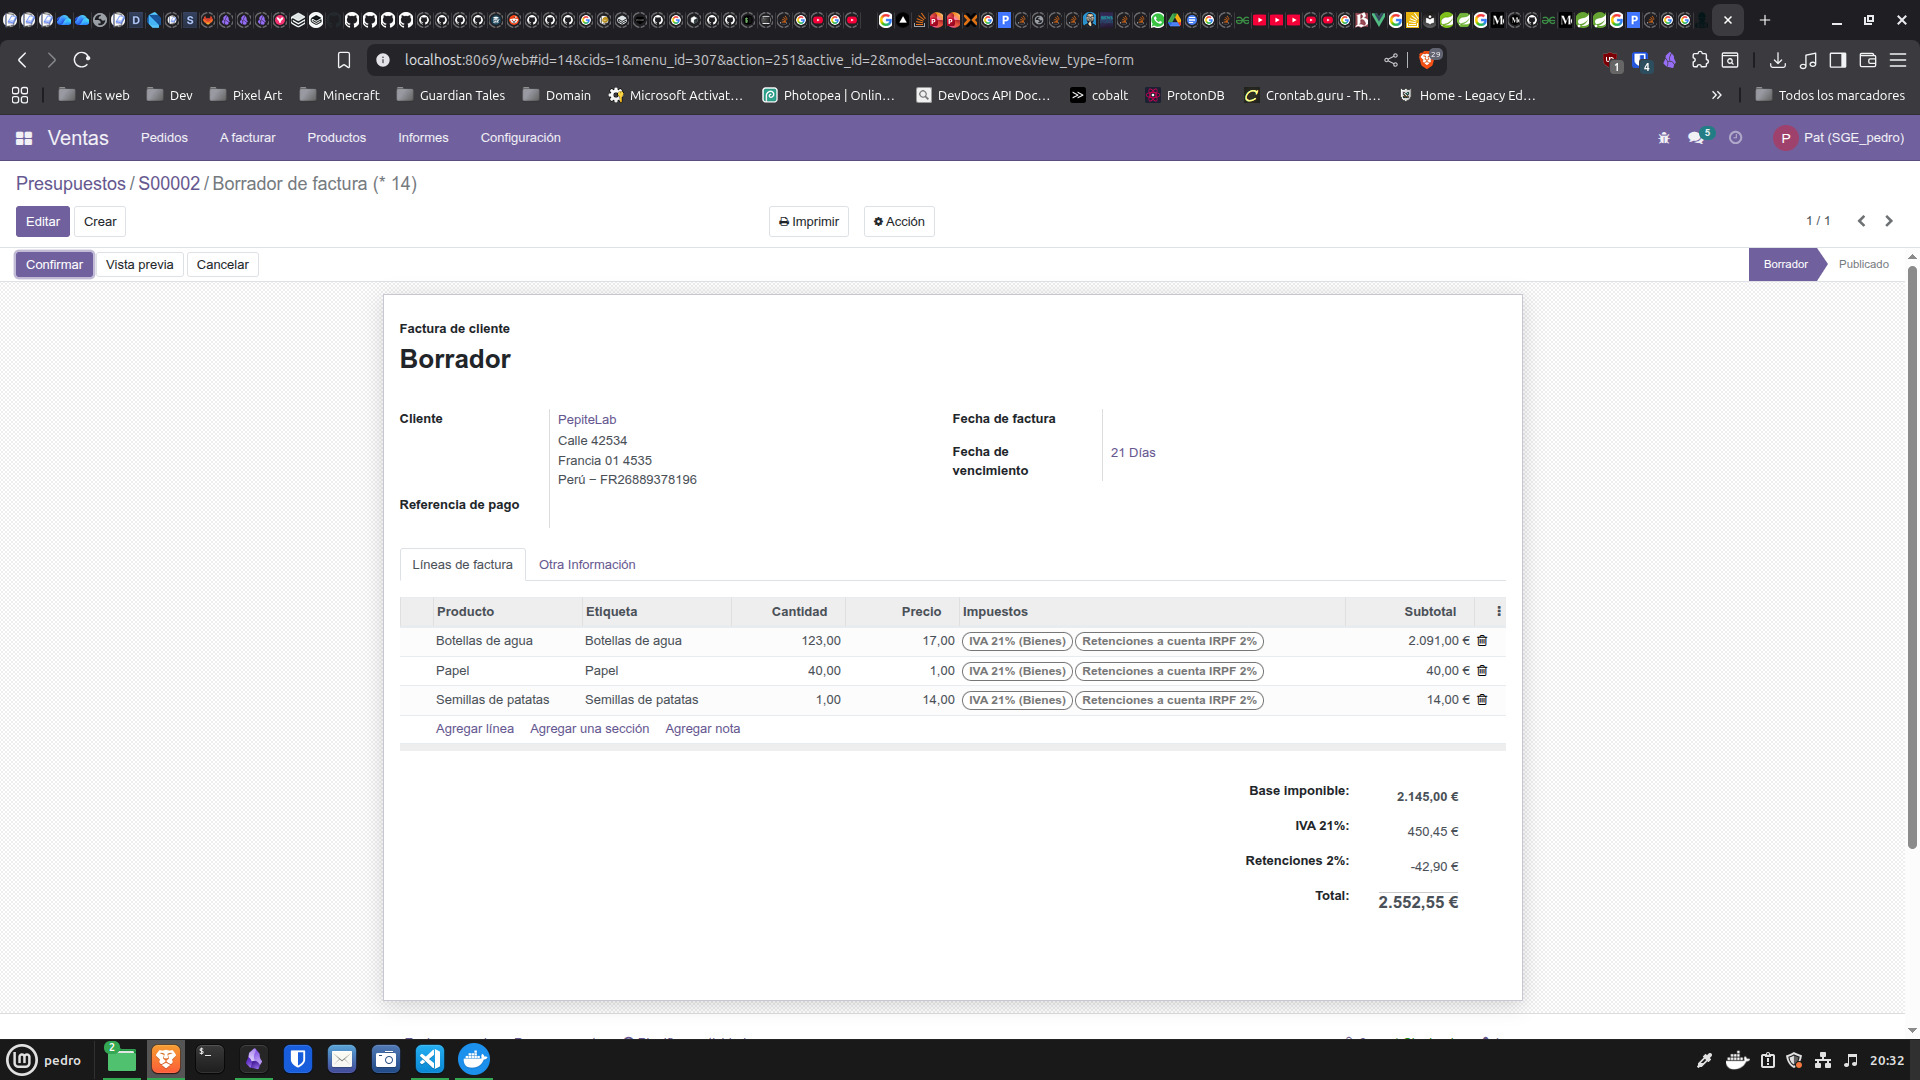 localhost:8069/web#id=14&cids=1&menu_id=307&action=251&active_id=2&model=account.move&view_type=form
29
1
4
Mis web
Dev
Pixel Art
Minecraft
Guardian Tales
Domain
Microsoft Activat...
Photopea | Onlin...
DevDocs API Doc...
cobalt
ProtonDB
Crontab.guru - Th...
Home - Legacy Ed...
Todos los marcadores
Ventas
Pedidos
A facturar
Productos
Informes
Configuración
5
P
Pat (SGE_pedro)
Presupuestos / S00002 / Borrador de factura (* 14)
Editar
Crear
Imprimir
Acción
1 / 1
Confirmar
Vista previa
Cancelar
Borrador
Publicado
Factura de cliente
Borrador
Cliente
PepiteLab
Calle 42534
Francia 01 4535
Perú – FR26889378196
Referencia de pago
Fecha de factura
Fecha de vencimiento
21 Días
Líneas de factura
Otra Información
Producto Etiqueta Cantidad Precio Impuestos Subtotal
Botellas de agua Botellas de agua 123,00 17,00 IVA 21% (Bienes) Retenciones a cuenta IRPF 2% 2.091,00 €
Papel Papel 40,00 1,00 IVA 21% (Bienes) Retenciones a cuenta IRPF 2% 40,00 €
Semillas de patatas Semillas de patatas 1,00 14,00 IVA 21% (Bienes) Retenciones a cuenta IRPF 2% 14,00 €
Agregar línea Agregar una sección Agregar nota
Base imponible: 2.145,00 €
IVA 21%: 450,45 €
Retenciones 2%: -42,90 €
Total: 2.552,55 €
pedro
2
20:32